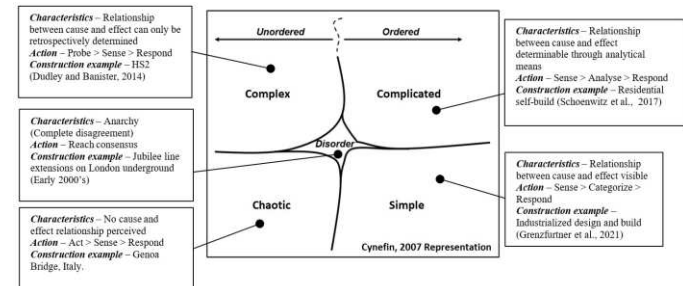 Characteristics – Relationship
between cause and effect can only be
retrospectively determined
Action – Probe > Sense > Respond
Construction example – HS2
(Dudley and Banister, 2014)
Characteristics – Anarchy
(Complete disagreement)
Action – Reach consensus
Construction example – Jubilee line
extensions on London underground
(Early 2000's)
Characteristics – No cause and
effect relationship perceived
Action – Act > Sense > Respond
Construction example – Genoa
Bridge, Italy.
Unordered
Ordered
Complex
Complicated
Disorder
Chaotic
Simple
Cynefin, 2007 Representation
Characteristics – Relationship
between cause and effect
determinable through analytical
means
Action – Sense > Analyse > Respond
Construction example – Residential
self-build (Schoenwitz et al., 2017)
Characteristics – Relationship
between cause and effect visible
Action – Sense > Categorize >
Respond
Construction example –
Industrialized design and build
(Grenzfurtner et al., 2021)